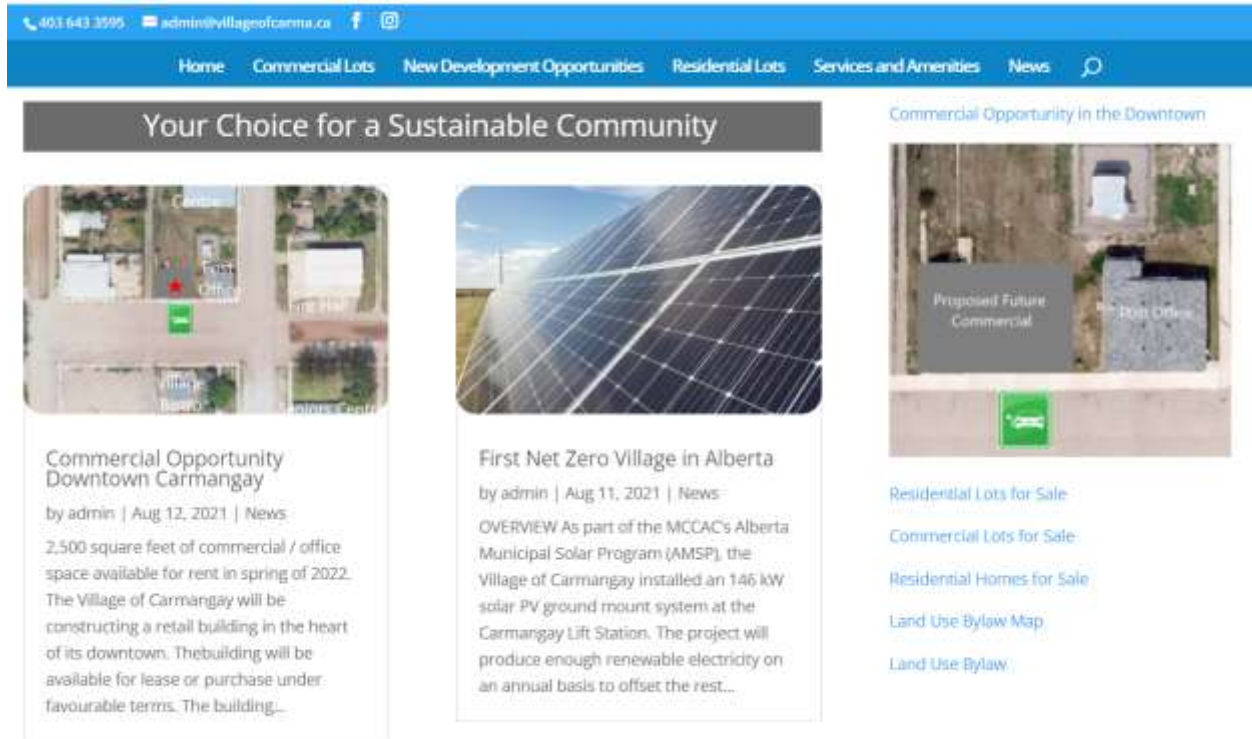 403 643 3595 admin@villageofcarma.ca
Home Commercial Lots New Development Opportunities Residential Lots Services and Amenities News
Your Choice for a Sustainable Community
Centre
Post
Office
Fire Hall
Village
Seniors Centre
Commercial Opportunity
Downtown Carmangay
by admin | Aug 12, 2021 | News
2,500 square feet of commercial / office
space available for rent in spring of 2022.
The Village of Carmangay will be
constructing a retail building in the heart
of its downtown. Thebuilding will be
available for lease or purchase under
favourable terms. The building...
First Net Zero Village in Alberta
by admin | Aug 11, 2021 | News
OVERVIEW As part of the MCCAC's Alberta
Municipal Solar Program (AMSP), the
Village of Carmangay installed an 146 kW
solar PV ground mount system at the
Carmangay Lift Station. The project will
produce enough renewable electricity on
an annual basis to offset the rest...
Commercial Opportunity in the Downtown
Proposed Future
Commercial
Post Office
Residential Lots for Sale
Commercial Lots for Sale
Residential Homes for Sale
Land Use Bylaw Map
Land Use Bylaw